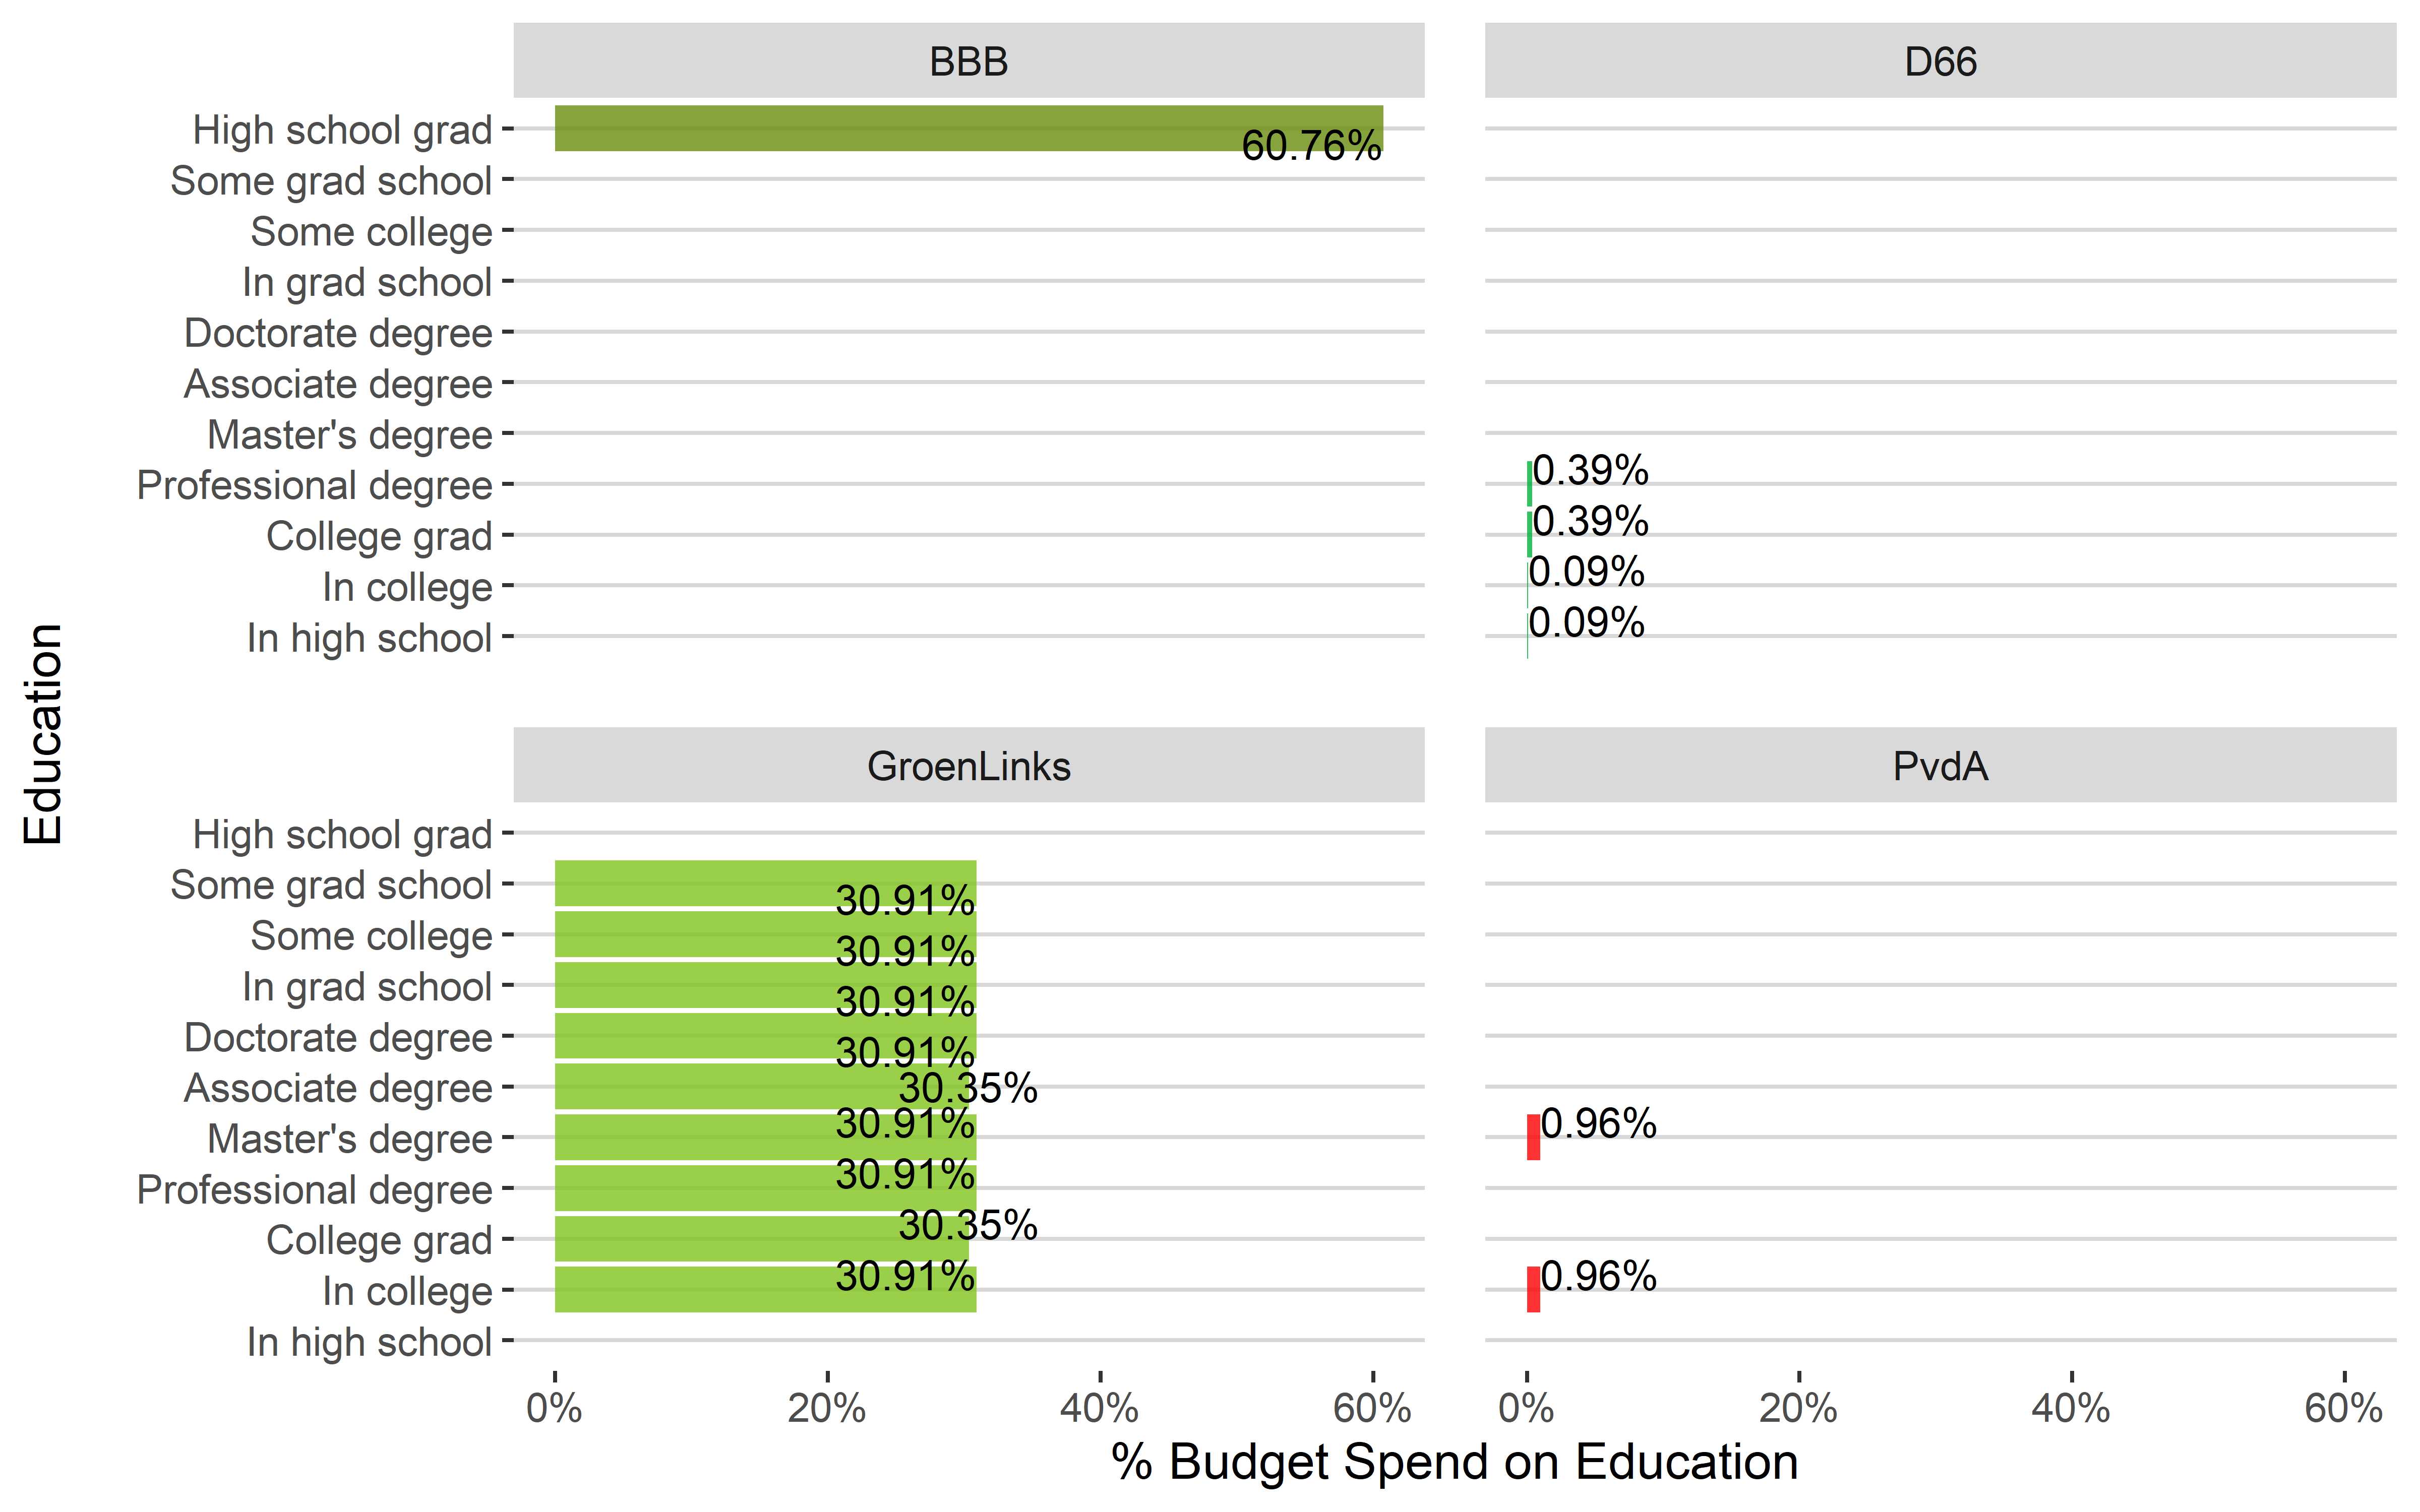 BBB
D66
High school grad
60.76%
Some grad school
Some college
In grad school
Doctorate degree
Associate degree
Master's degree
Professional degree
0.39%
College grad
0.39%
In college
0.09%
In high school
0.09%
Education
GroenLinks
PvdA
High school grad
Some grad school
30.91%
Some college
30.91%
In grad school
30.91%
Doctorate degree
30.91%
Associate degree
30.35%
Master's degree
30.91%
0.96%
Professional degree
30.91%
College grad
30.35%
In college
30.91%
0.96%
In high school
0% 20% 40% 60% 0% 20% 40% 60%
% Budget Spend on Education